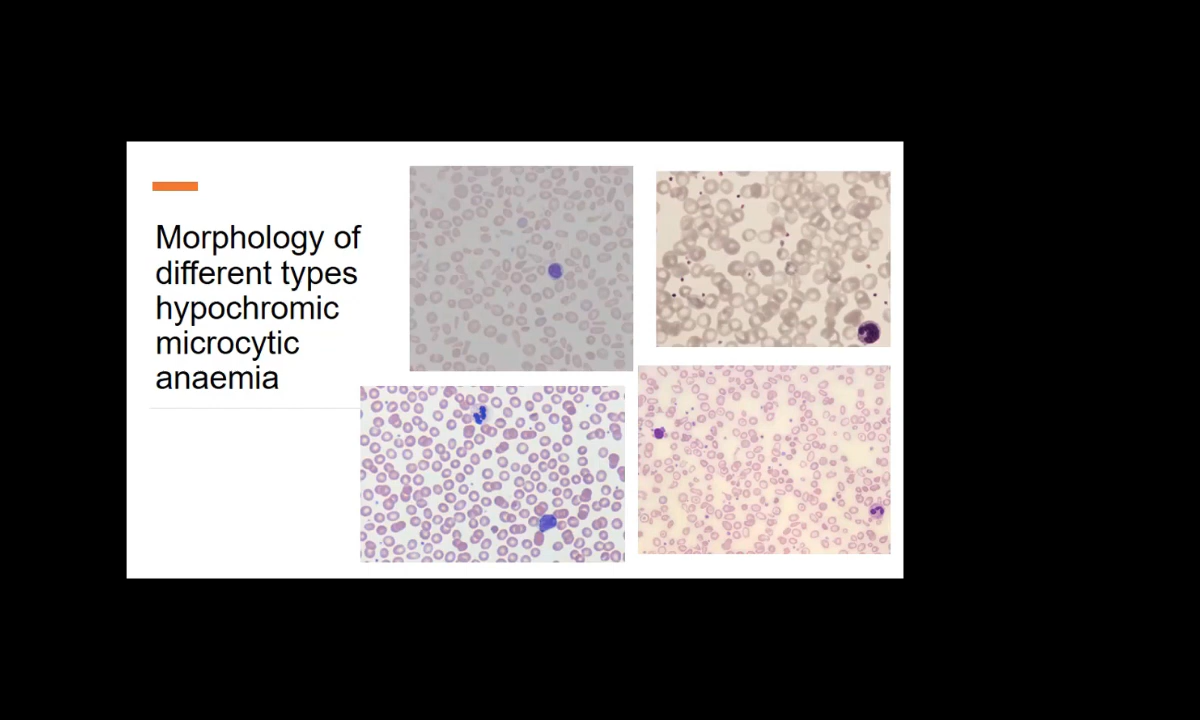 Morphology of
different types
hypochromic
microcytic
anaemia